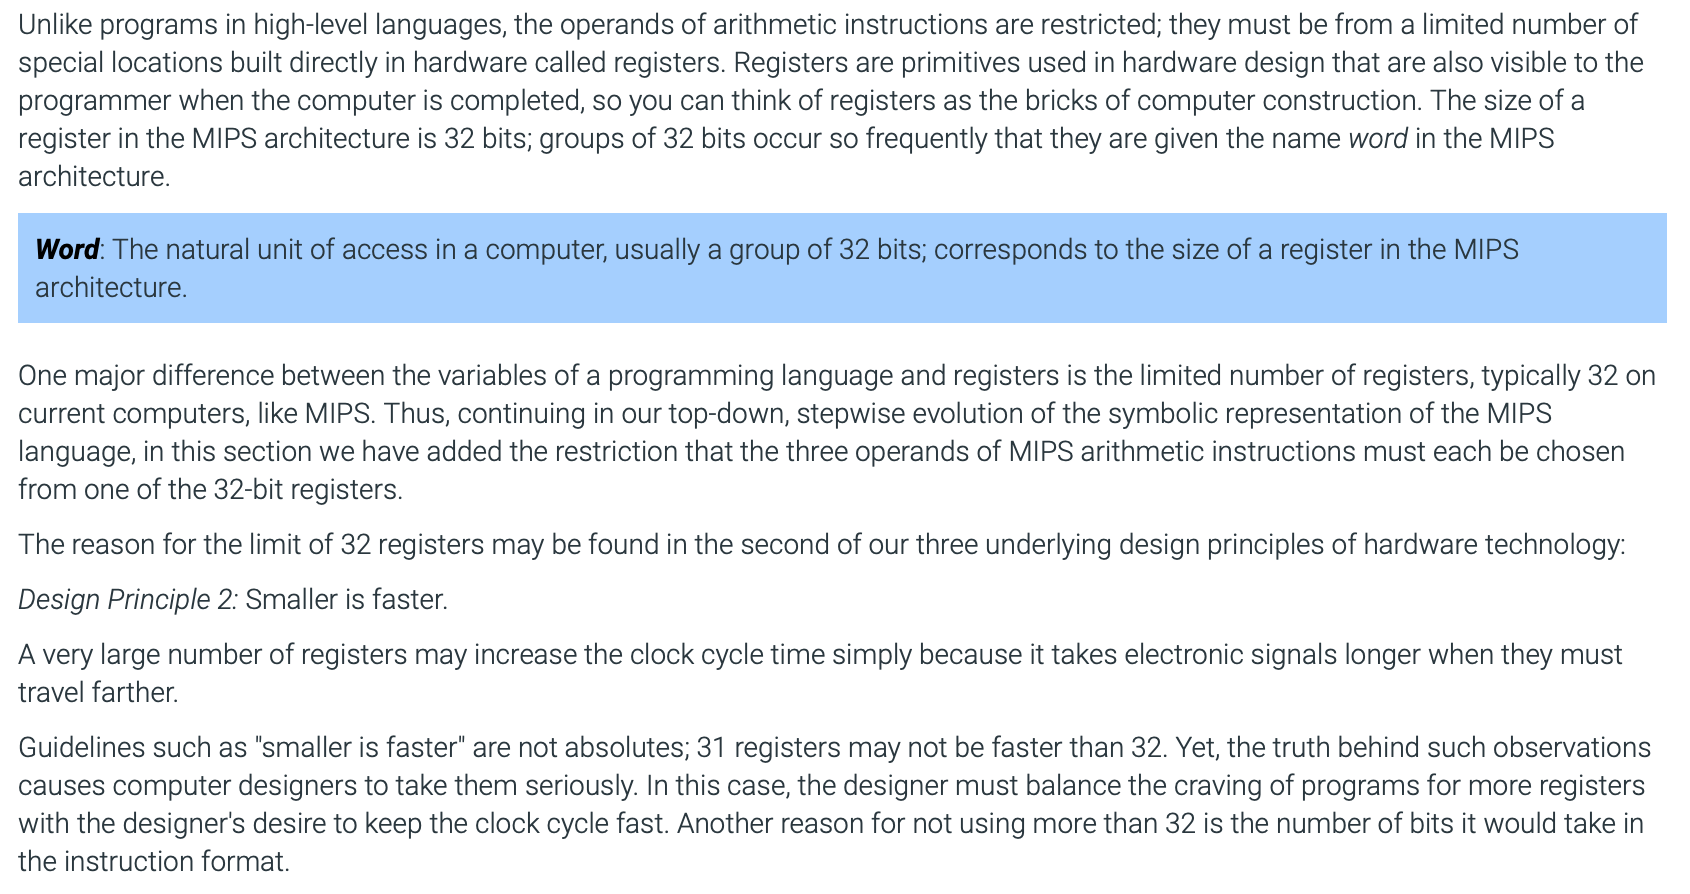 Unlike programs in high-level languages, the operands of arithmetic instructions are restricted; they must be from a limited number of
special locations built directly in hardware called registers. Registers are primitives used in hardware design that are also visible to the
programmer when the computer is completed, so you can think of registers as the bricks of computer construction. The size of a
register in the MIPS architecture is 32 bits; groups of 32 bits occur so frequently that they are given the name word in the MIPS
architecture.
Word: The natural unit of access in a computer, usually a group of 32 bits; corresponds to the size of a register in the MIPS
architecture.
One major difference between the variables of a programming language and registers is the limited number of registers, typically 32 on
current computers, like MIPS. Thus, continuing in our top-down, stepwise evolution of the symbolic representation of the MIPS
language, in this section we have added the restriction that the three operands of MIPS arithmetic instructions must each be chosen
from one of the 32-bit registers.
The reason for the limit of 32 registers may be found in the second of our three underlying design principles of hardware technology:
Design Principle 2: Smaller is faster.
A very large number of registers may increase the clock cycle time simply because it takes electronic signals longer when they must
travel farther.
Guidelines such as "smaller is faster" are not absolutes; 31 registers may not be faster than 32. Yet, the truth behind such observations
causes computer designers to take them seriously. In this case, the designer must balance the craving of programs for more registers
with the designer's desire to keep the clock cycle fast. Another reason for not using more than 32 is the number of bits it would take in
the instruction format.